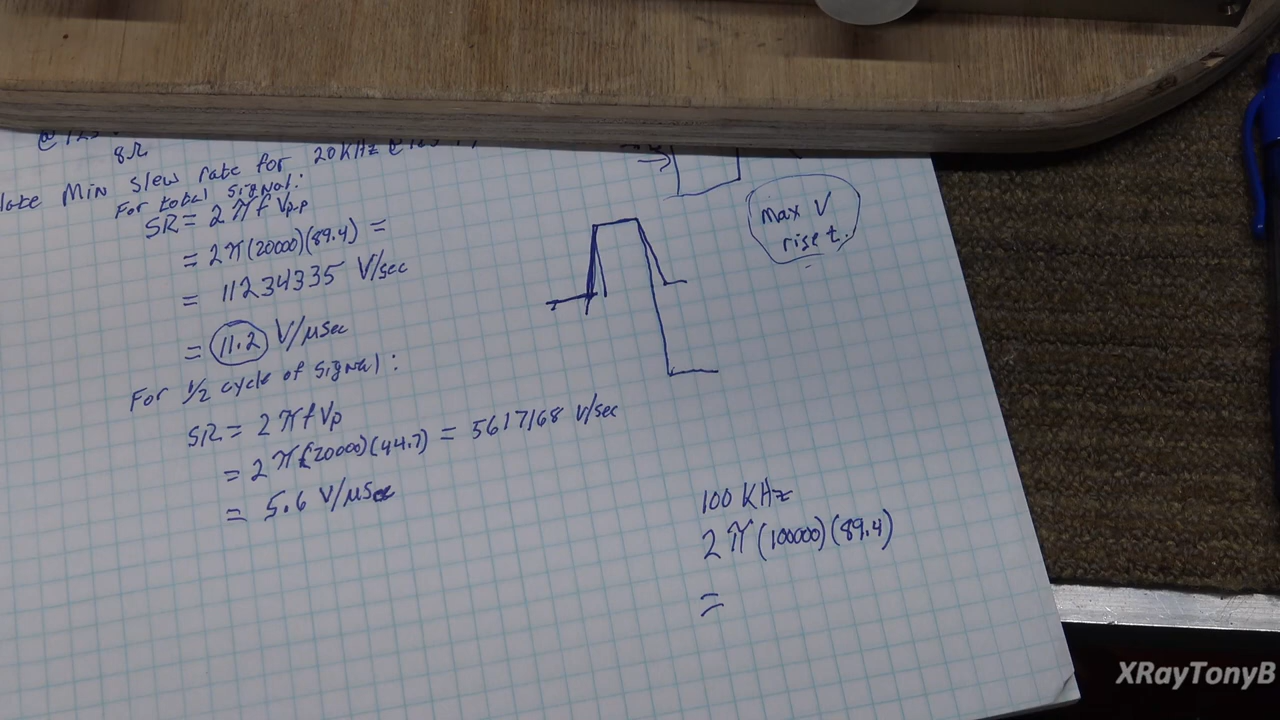 8Ω
Min slew rate for 20KHz @
For total signal:
SR = 2πf Vp-p
= 2π(20000)(89.4) =
= 11234335 V/sec
= 11.2 V/μsec
For 1/2 cycle of signal:
SR = 2πf Vp
= 2π(20000)(44.7) = 5617168 V/sec
= 5.6 V/μsec
max V
rise t.
100 KHz
2π(100000)(89.4)
=
XRayTonyB